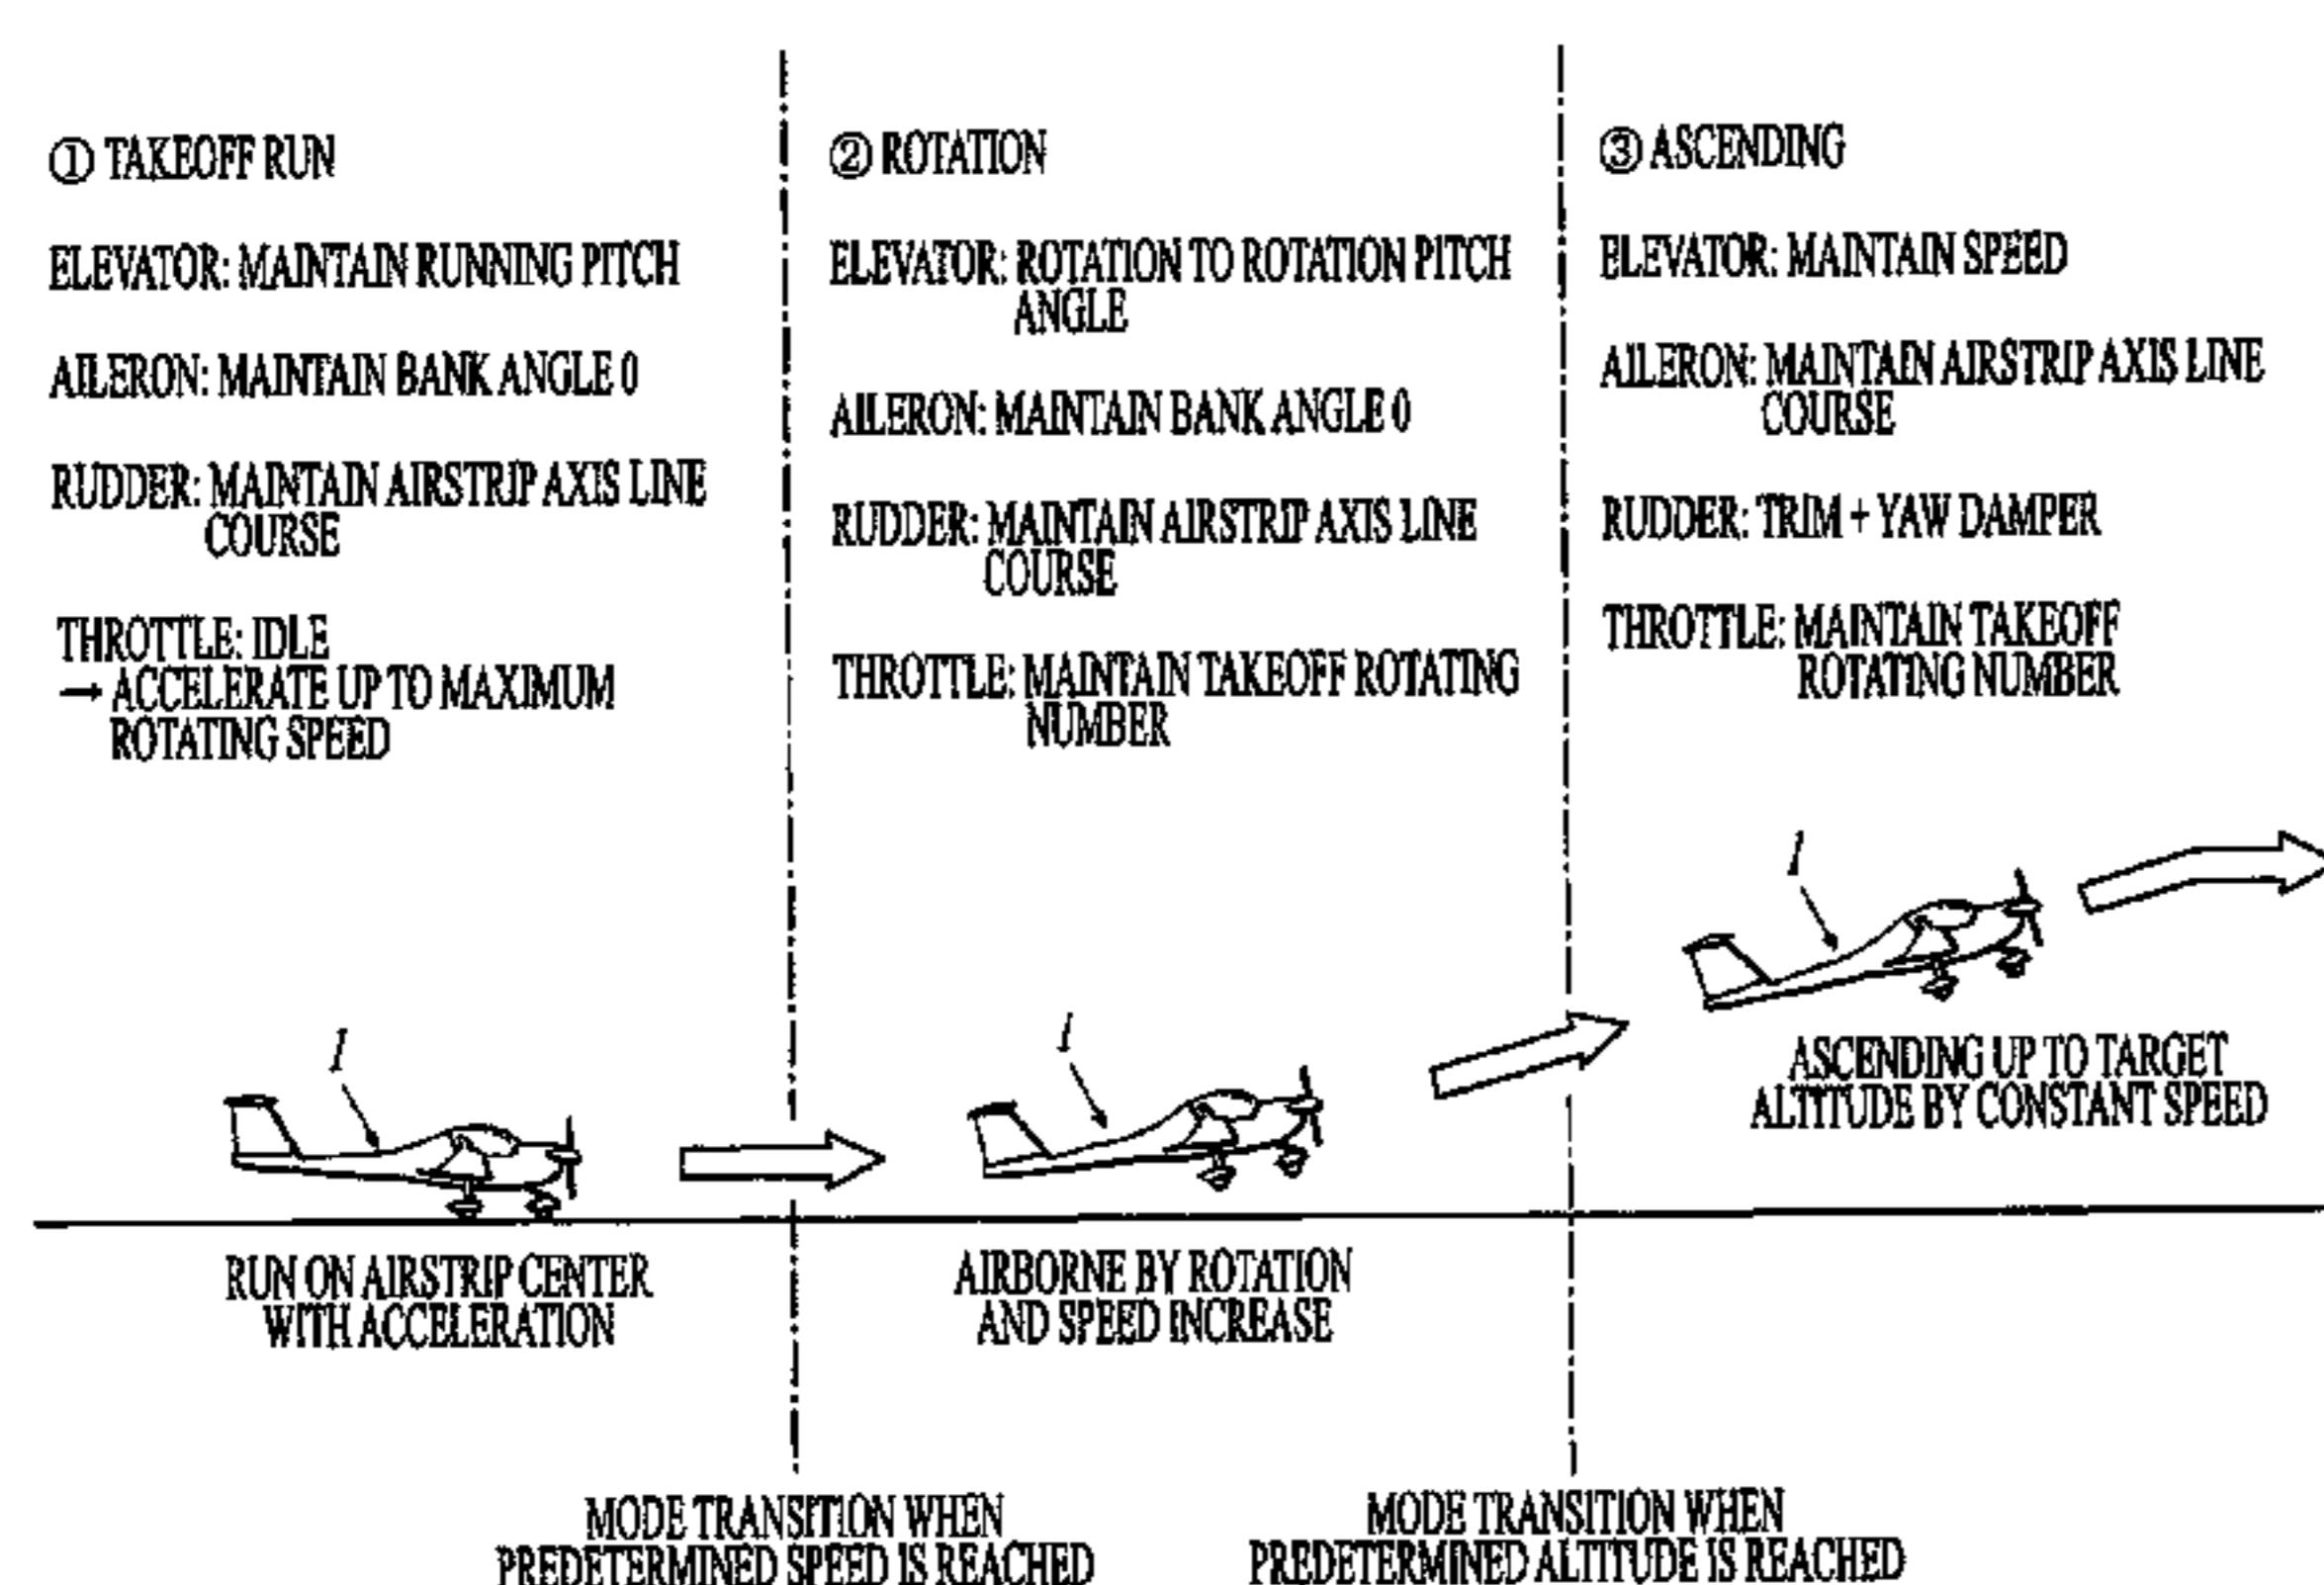 ① TAKEOFF RUN
ELEVATOR: MAINTAIN RUNNING PITCH
AILERON: MAINTAIN BANK ANGLE 0
RUDDER: MAINTAIN AIRSTRIP AXIS LINE
COURSE
THROTTLE: IDLE
→ ACCELERATE UP TO MAXIMUM
ROTATING SPEED
② ROTATION
ELEVATOR: ROTATION TO ROTATION PITCH
ANGLE
AILERON: MAINTAIN BANK ANGLE 0
RUDDER: MAINTAIN AIRSTRIP AXIS LINE
COURSE
THROTTLE: MAINTAIN TAKEOFF ROTATING
NUMBER
③ ASCENDING
ELEVATOR: MAINTAIN SPEED
AILERON: MAINTAIN AIRSTRIP AXIS LINE
COURSE
RUDDER: TRIM + YAW DAMPER
THROTTLE: MAINTAIN TAKEOFF
ROTATING NUMBER
1
1
1
RUN ON AIRSTRIP CENTER
WITH ACCELERATION
AIRBORNE BY ROTATION
AND SPEED INCREASE
ASCENDING UP TO TARGET
ALTITUDE BY CONSTANT SPEED
MODE TRANSITION WHEN
PREDETERMINED SPEED IS REACHED
MODE TRANSITION WHEN
PREDETERMINED ALTITUDE IS REACHED